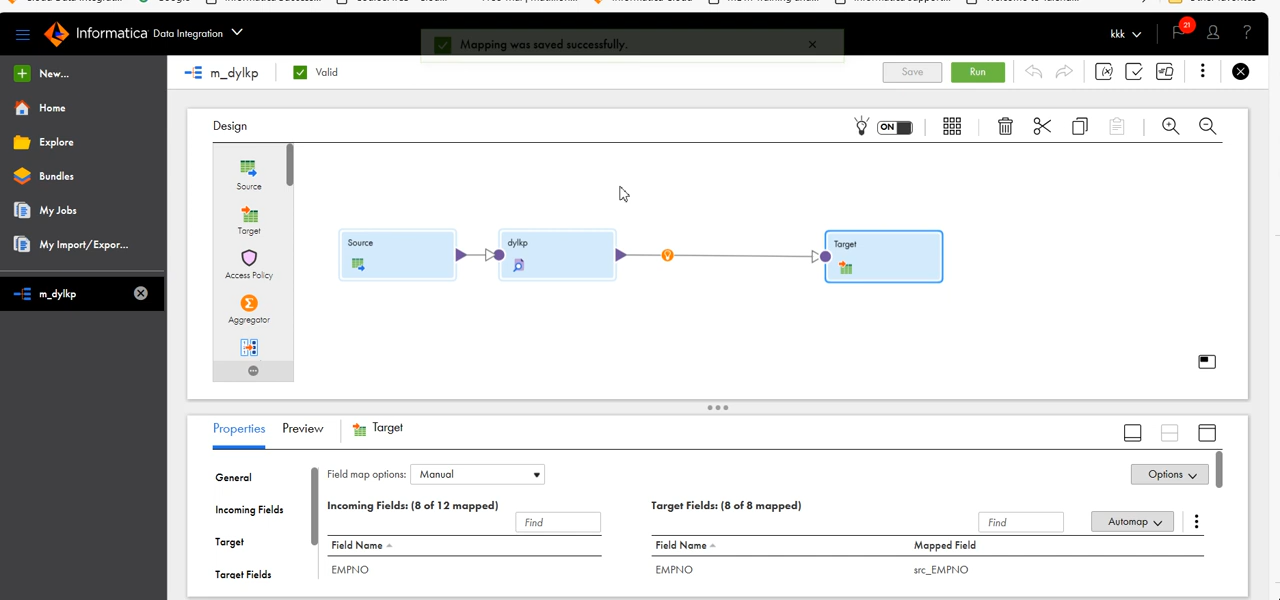 Informatica Data Integration
Mapping was saved successfully.
kkk
21
?
New...
Home
Explore
Bundles
My Jobs
My Import/Expor...
m_dylkp
m_dylkp
Valid
Save
Run
Design
ON
Source
Target
Access Policy
Aggregator
Source
dylkp
Target
Properties
Preview
Target
General
Incoming Fields
Target
Target Fields
Field map options:
Manual
Options
Incoming Fields: (8 of 12 mapped)
Find
Field Name
EMPNO
Target Fields: (8 of 8 mapped)
Find
Automap
Field Name
Mapped Field
EMPNO
src_EMPNO